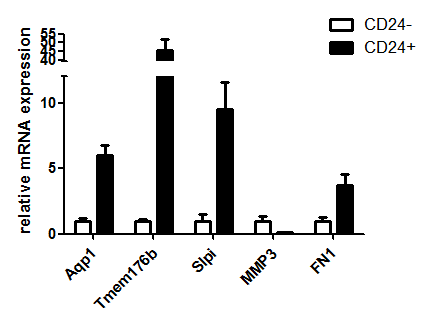 CD24-
CD24+
relative mRNA expression
55
50
45
40
10
5
0
Aqp1
Tmem176b
Slpi
MMP3
FN1